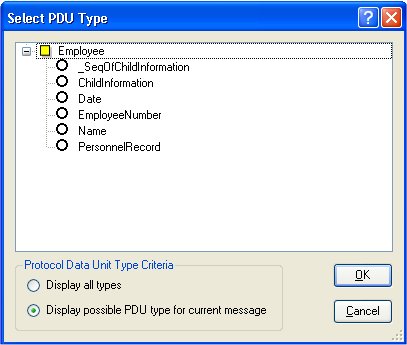 Select PDU Type
Employee
_SeqOfChildInformation
ChildInformation
Date
EmployeeNumber
Name
PersonnelRecord
Protocol Data Unit Type Criteria
Display all types
Display possible PDU type for current message
OK
Cancel